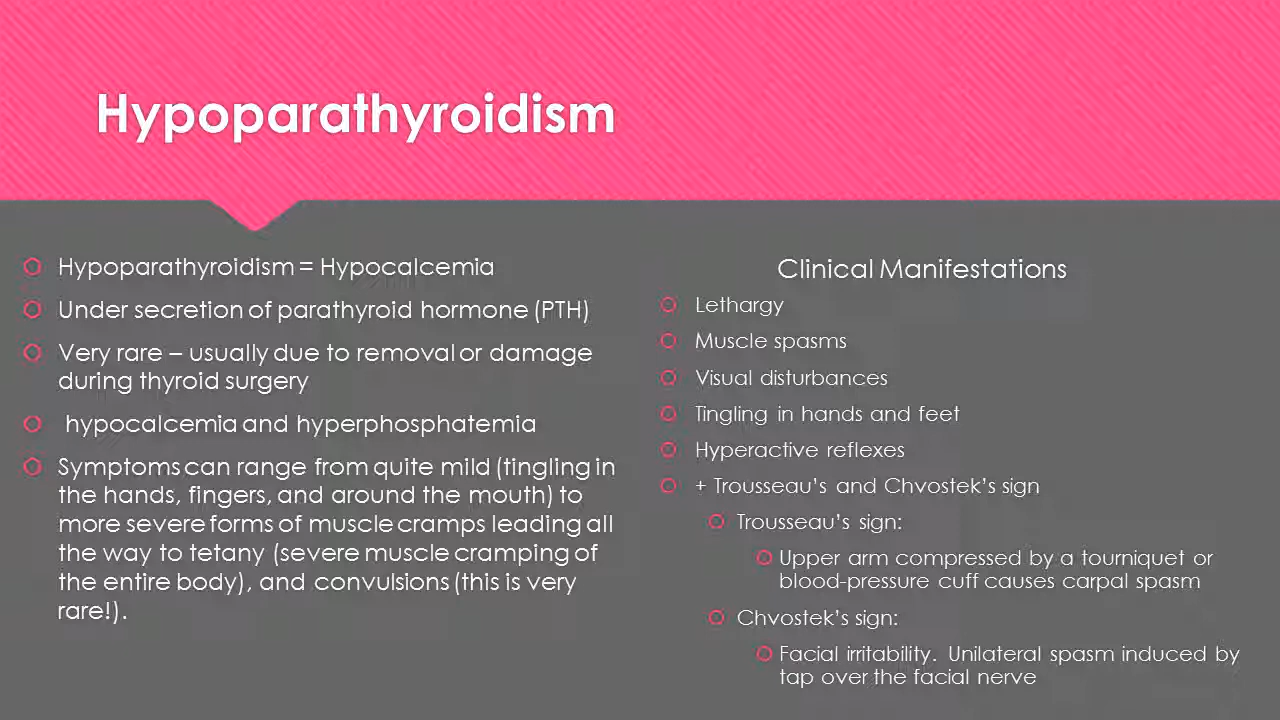 Hypoparathyroidism
Hypoparathyroidism = Hypocalcemia
Under secretion of parathyroid hormone (PTH)
Very rare – usually due to removal or damage
during thyroid surgery
hypocalcemia and hyperphosphatemia
Symptoms can range from quite mild (tingling in
the hands, fingers, and around the mouth) to
more severe forms of muscle cramps leading all
the way to tetany (severe muscle cramping of
the entire body), and convulsions (this is very
rare!).
Clinical Manifestations
Lethargy
Muscle spasms
Visual disturbances
Tingling in hands and feet
Hyperactive reflexes
+ Trousseau's and Chvostek's sign
Trousseau's sign:
Upper arm compressed by a tourniquet or
blood-pressure cuff causes carpal spasm
Chvostek's sign:
Facial irritability. Unilateral spasm induced by
tap over the facial nerve